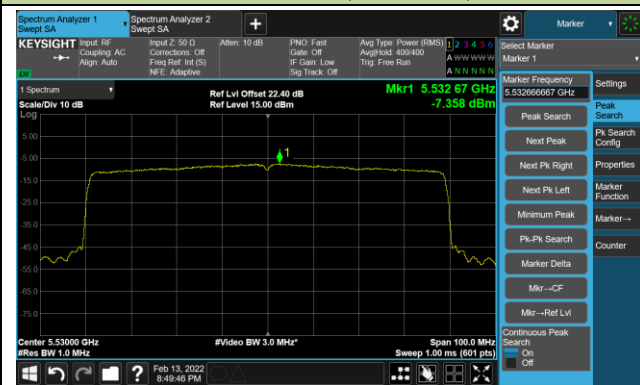 Spectrum Analyzer 1
Swept SA
Spectrum Analyzer 2
Swept SA
+
Marker
KEYSIGHT
Input: RF
Coupling: AC
Align: Auto
Input Z: 50 Ω
Corrections: Off
Freq Ref: Int (S)
NFE: Adaptive
Atten: 10 dB
PNO: Fast
Gate: Off
IF Gain: Low
Sig Track: Off
Avg Type: Power (RMS)
Avg|Hold: 400/400
Trig: Free Run
1 2 3 4 5 6
A W W W W W
A N N N N N
Select Marker
Marker 1
1 Spectrum
Scale/Div 10 dB
Log
Ref Lvl Offset 22.40 dB
Ref Level 15.00 dBm
Mkr1 5.532 67 GHz
-7.358 dBm
5.00
-5.00
-15.0
-25.0
-35.0
-45.0
-55.0
-65.0
-75.0
1
Center 5.53000 GHz
#Res BW 1.0 MHz
#Video BW 3.0 MHz*
Span 100.0 MHz
Sweep 1.00 ms (601 pts)
Marker Frequency
5.532666667 GHz
Peak Search
Next Peak
Next Pk Right
Next Pk Left
Minimum Peak
Pk-Pk Search
Marker Delta
Mkr→CF
Mkr→Ref Lvl
Continuous Peak
Search
On
Off
Settings
Peak
Search
Pk Search
Config
Properties
Marker
Function
Marker→
Counter
?
Feb 13, 2022
8:49:46 PM